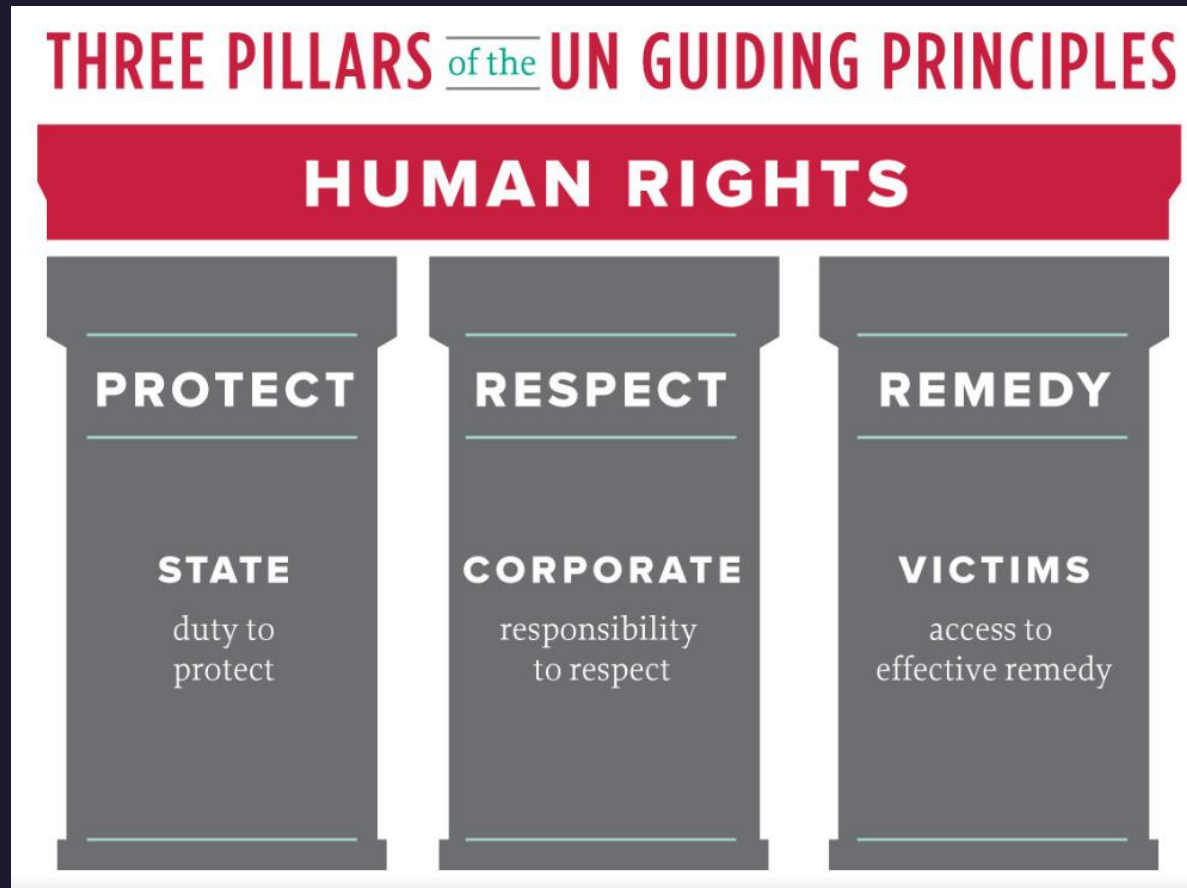 THREE PILLARS of the UN GUIDING PRINCIPLES
HUMAN RIGHTS
PROTECT
STATE
duty to
protect
RESPECT
CORPORATE
responsibility
to respect
REMEDY
VICTIMS
access to
effective remedy